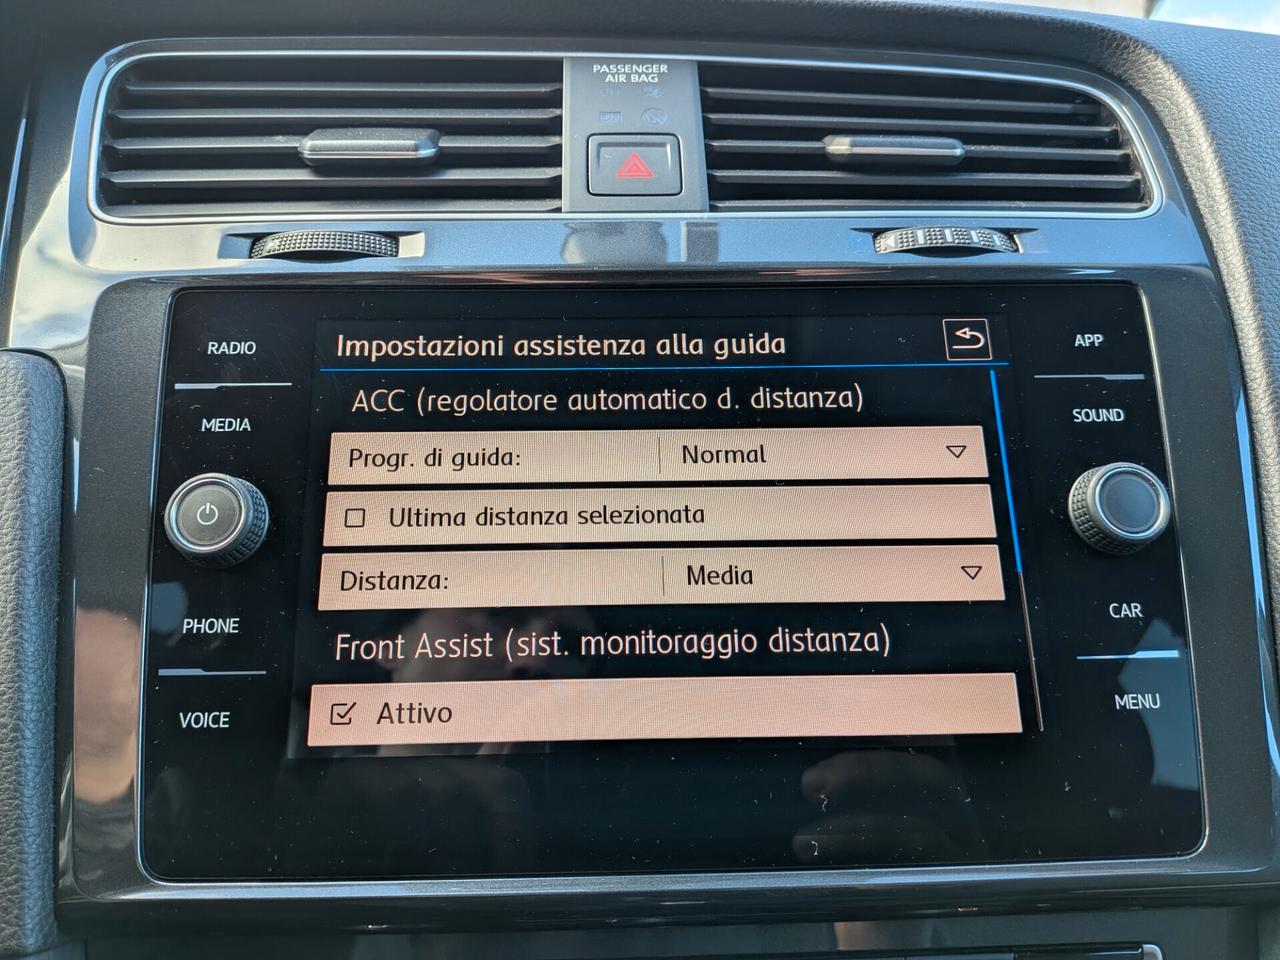 PASSENGER
AIR BAG
RADIO
MEDIA
PHONE
VOICE
Impostazioni assistenza alla guida
ACC (regolatore automatico d. distanza)
Progr. di guida: Normal
Ultima distanza selezionata
Distanza: Media
Front Assist (sist. monitoraggio distanza)
Attivo
APP
SOUND
CAR
MENU